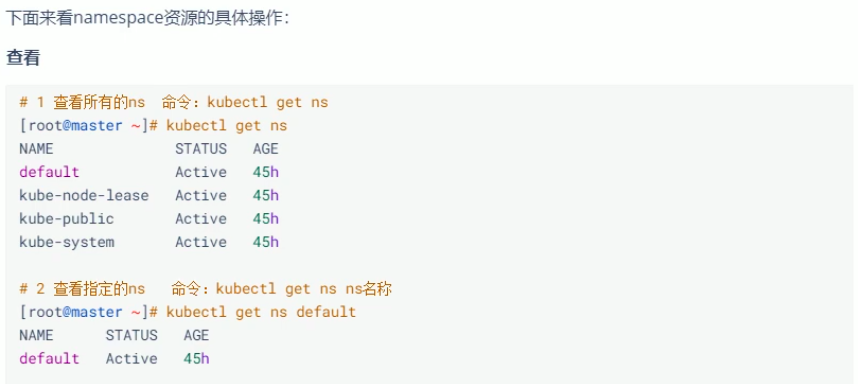 下面来看namespace资源的具体操作：
查看
# 1 查看所有的ns  命令：kubectl get ns
[root@master ~]# kubectl get ns
NAME              STATUS   AGE
default           Active   45h
kube-node-lease   Active   45h
kube-public       Active   45h
kube-system       Active   45h
# 2 查看指定的ns   命令：kubectl get ns ns名称
[root@master ~]# kubectl get ns default
NAME      STATUS   AGE
default   Active   45h